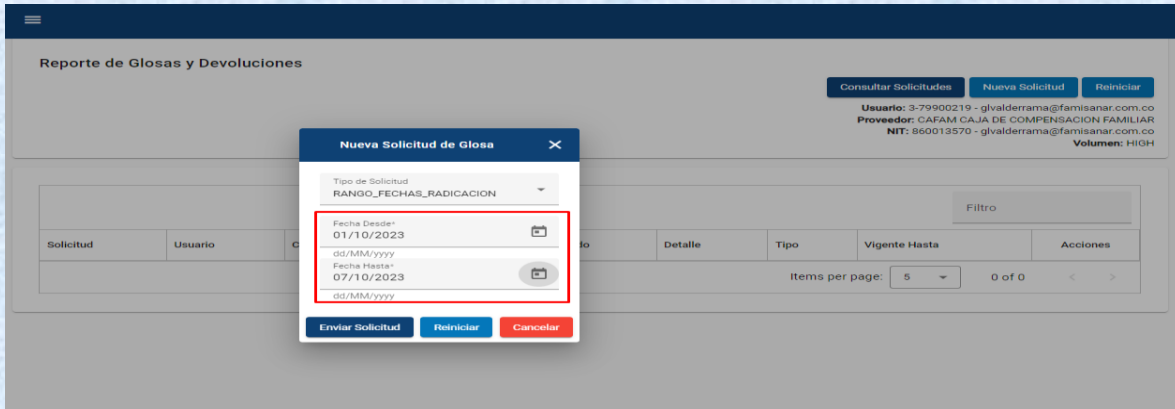 Reporte de Glosas y Devoluciones
Consultar Solicitudes Nueva Solicitud Reiniciar
Usuario: 3-79900219 - glvalderrama@famisanar.com.co
Proveedor: CAFAM CAJA DE COMPENSACION FAMILIAR
NIT: 860013570 - glvalderrama@famisanar.com.co
Volumen: HIGH
Nueva Solicitud de Glosa
Tipo de Solicitud
RANGO_FECHAS_RADICACION
Fecha Desde*
01/10/2023
dd/MM/yyyy
Fecha Hasta*
07/10/2023
dd/MM/yyyy
Enviar Solicitud Reiniciar Cancelar
Filtro
Solicitud Usuario Detalle Tipo Vigente Hasta Acciones
Items per page: 5 0 of 0